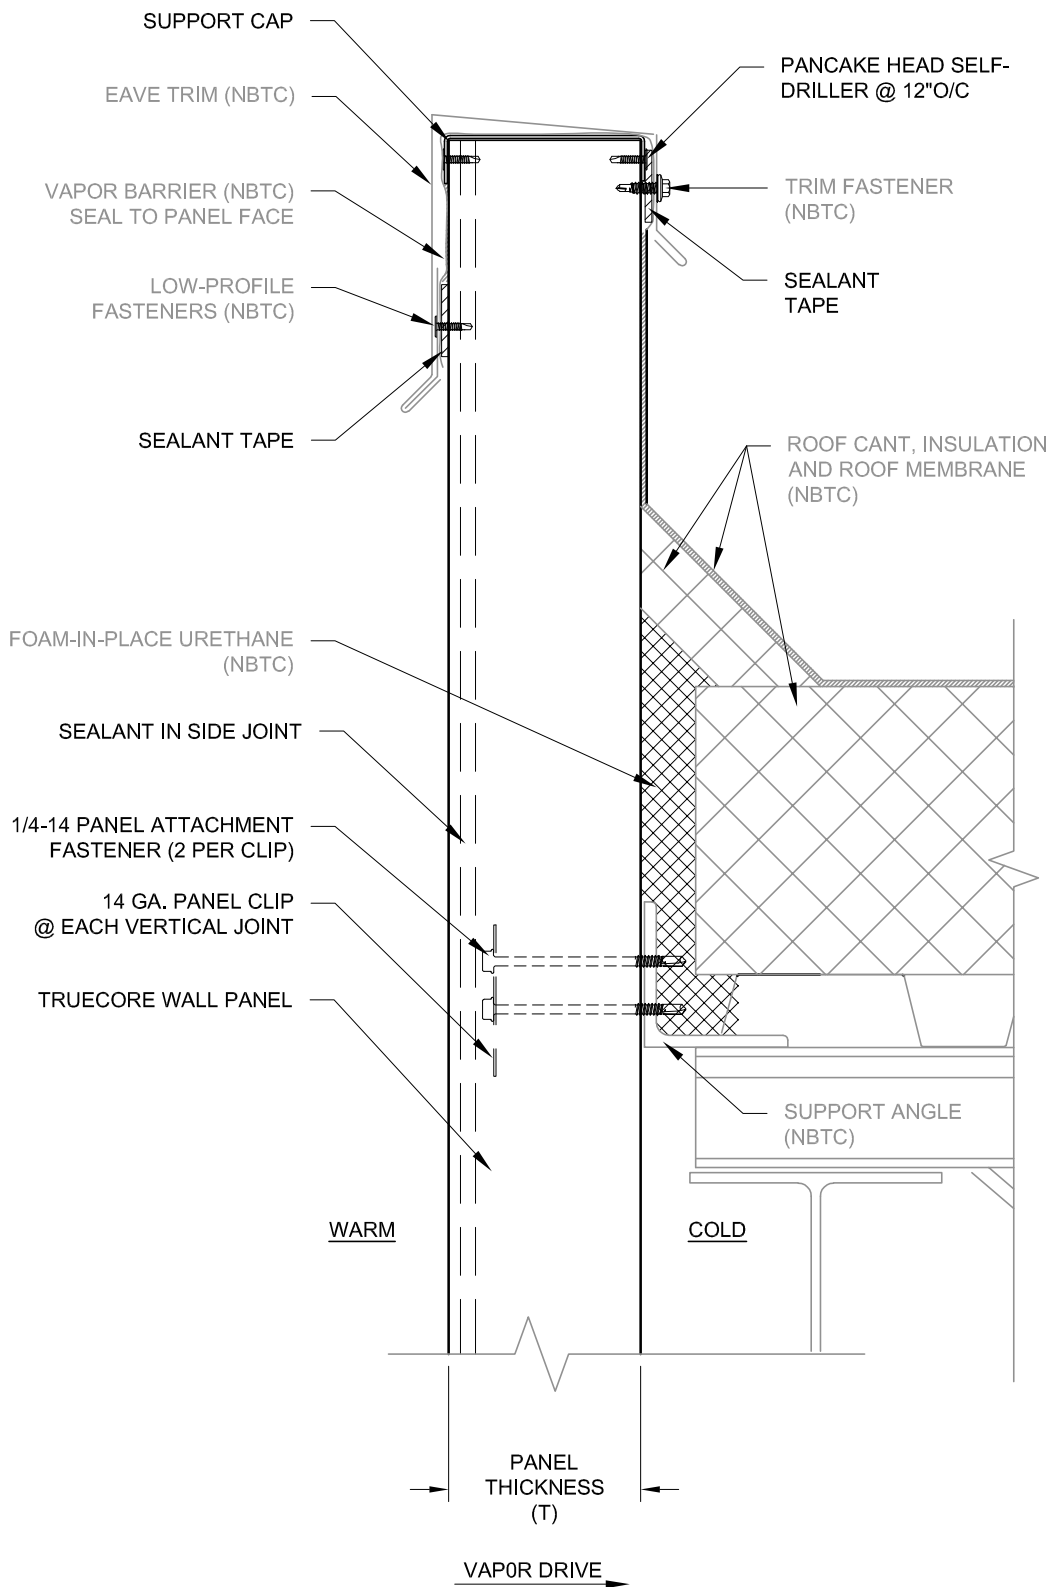 SUPPORT CAP
EAVE TRIM (NBTC)
VAPOR BARRIER (NBTC)
SEAL TO PANEL FACE
LOW-PROFILE
FASTENERS (NBTC)
SEALANT TAPE
PANCAKE HEAD SELF-
DRILLER @ 12"O/C
TRIM FASTENER
(NBTC)
SEALANT
TAPE
ROOF CANT, INSULATION
AND ROOF MEMBRANE
(NBTC)
FOAM-IN-PLACE URETHANE
(NBTC)
SEALANT IN SIDE JOINT
1/4-14 PANEL ATTACHMENT
FASTENER (2 PER CLIP)
14 GA. PANEL CLIP
@ EACH VERTICAL JOINT
TRUECORE WALL PANEL
SUPPORT ANGLE
(NBTC)
WARM
COLD
PANEL
THICKNESS
(T)
VAP0R DRIVE